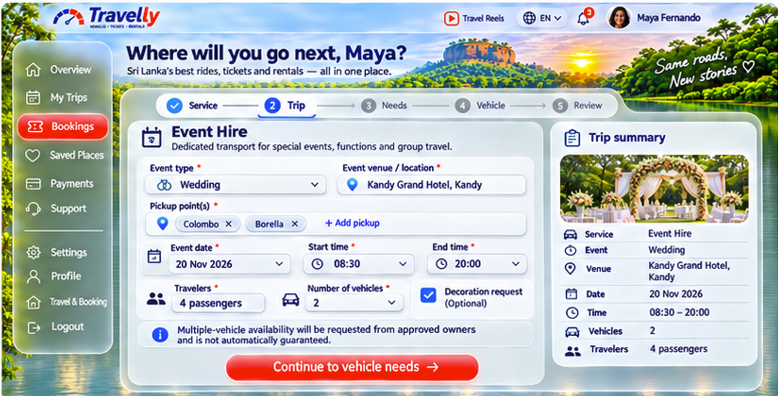 Travelly
VEHICLES • TICKETS • RENTALS
Travel Reels
EN
3
Maya Fernando
Where will you go next, Maya?
Sri Lanka's best rides, tickets and rentals — all in one place.
Same roads,
New stories ♡
Overview
My Trips
Bookings
Saved Places
Payments
Support
Settings
Profile
Travel & Booking
Logout
Service
2 Trip
3 Needs
4 Vehicle
5 Review
Event Hire
Dedicated transport for special events, functions and group travel.
Event type *
Wedding
Event venue / location *
Kandy Grand Hotel, Kandy
Pickup point(s) *
Colombo ×
Borella ×
+ Add pickup
Event date *
20 Nov 2026
Start time *
08:30
End time *
20:00
Travelers *
4 passengers
Number of vehicles *
2
Decoration request
(Optional)
Multiple-vehicle availability will be requested from approved owners
and is not automatically guaranteed.
Continue to vehicle needs →
Trip summary
Service Event Hire
Event Wedding
Venue Kandy Grand Hotel,
Kandy
Date 20 Nov 2026
Time 08:30 – 20:00
Vehicles 2
Travelers 4 passengers